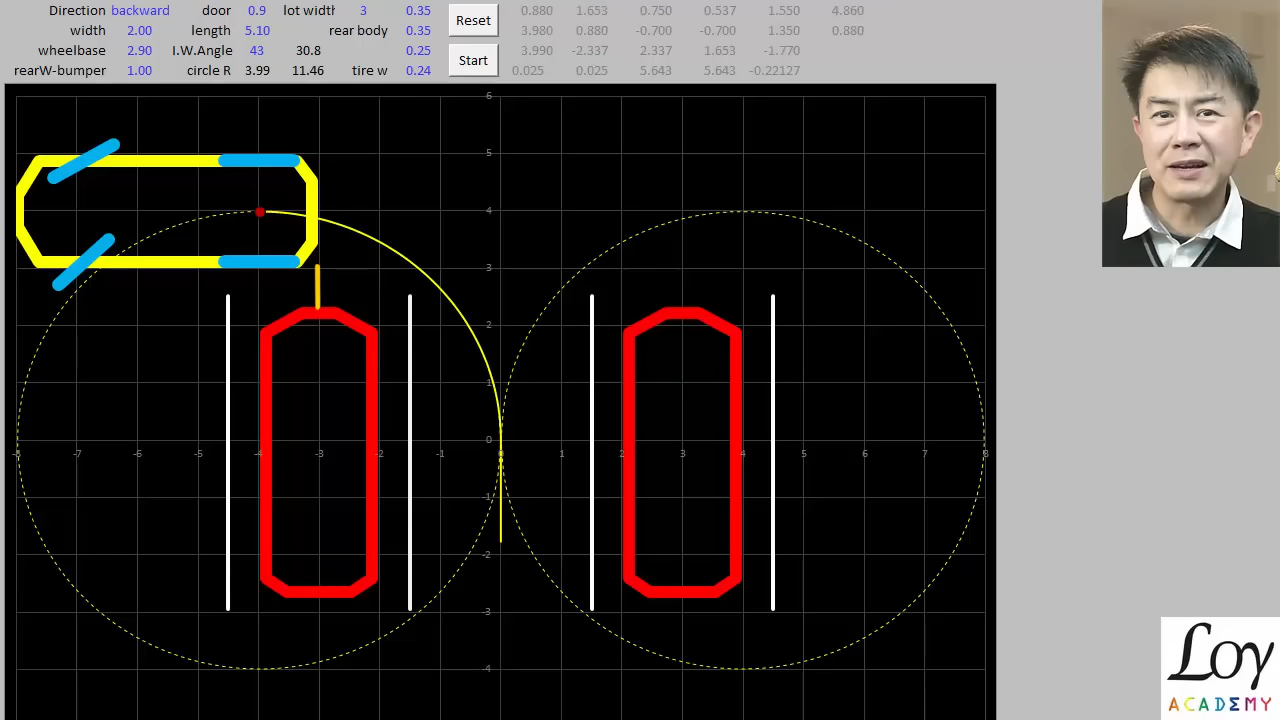 Direction backward door 0.9 lot width 3 0.35
width 2.00 length 5.10 rear body 0.35
wheelbase 2.90 I.W.Angle 43 30.8 0.25
rearW-bumper 1.00 circle R 3.99 11.46 tire w 0.24
Reset
Start
0.880 1.653 0.750 0.537 1.550 4.860
3.980 0.880 -0.700 -0.700 1.350 0.880
3.990 -2.337 2.337 1.653 -1.770
0.025 0.025 5.643 5.643 -0.22127
6
5
4
3
2
1
0
-8 -7 -6 -5 -4 -3 -2 -1 0 1 2 3 4 5 6 7 8
-1
-2
-3
-4
Loy
ACADEMY